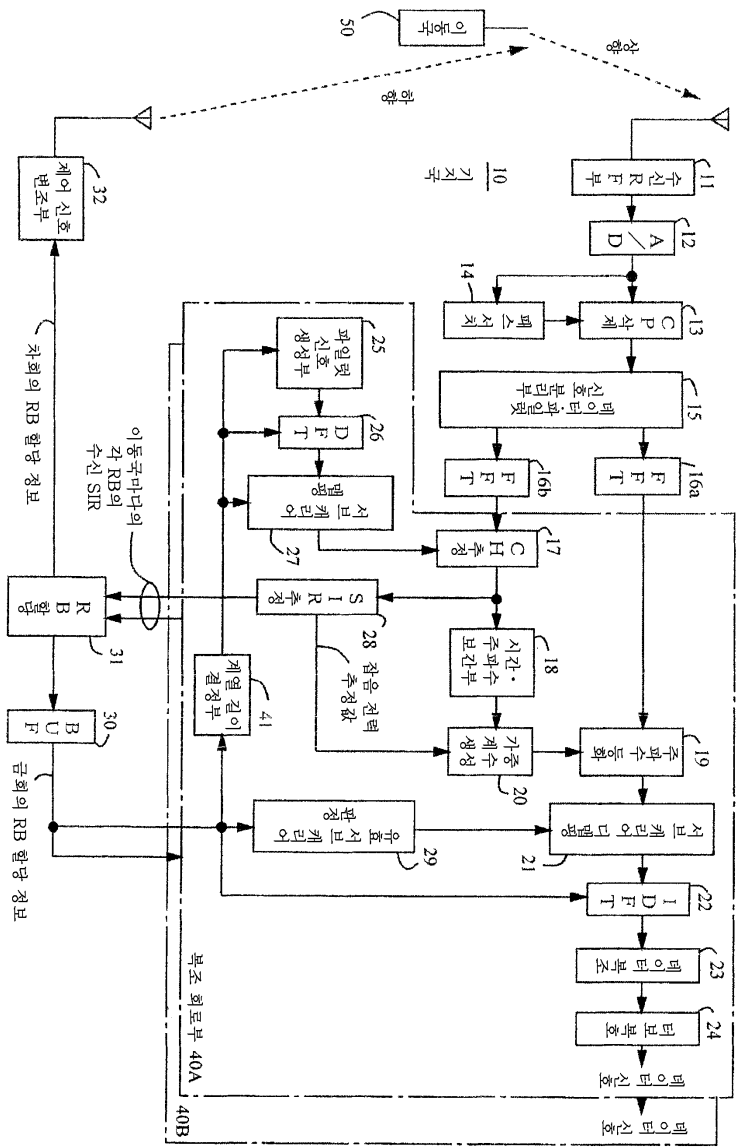 50
이동국
상향
하향
10
기지국
11
수신 RF부
12
A/D
13
CP 삭제
14
패스 서치
15
데이터·파일럿
신호 분리부
16a
FFT
16b
FFT
17
CH 추정
18
시간·
주파수
보간부
19
주파수 등화
20
가중
계수
생성
21
서브 캐리어 디맵핑
22
IDFT
23
데이터 복조
24
터보 복호
데이터 신호
데이터 신호
25
파일럿
신호
생성부
26
DFT
27
서브 캐리어
맵핑
28
SIR 추정
잡음 전력
추정값
29
유효 서브 캐리어
판정
41
계열 길이
결정부
30
BUF
31
RB 할당
32
제어 신호
변조부
차회의 RB 할당 정보
이동국마다의
각 RB의
수신 SIR
금회의 RB 할당 정보
복조 회로부 40A
40B